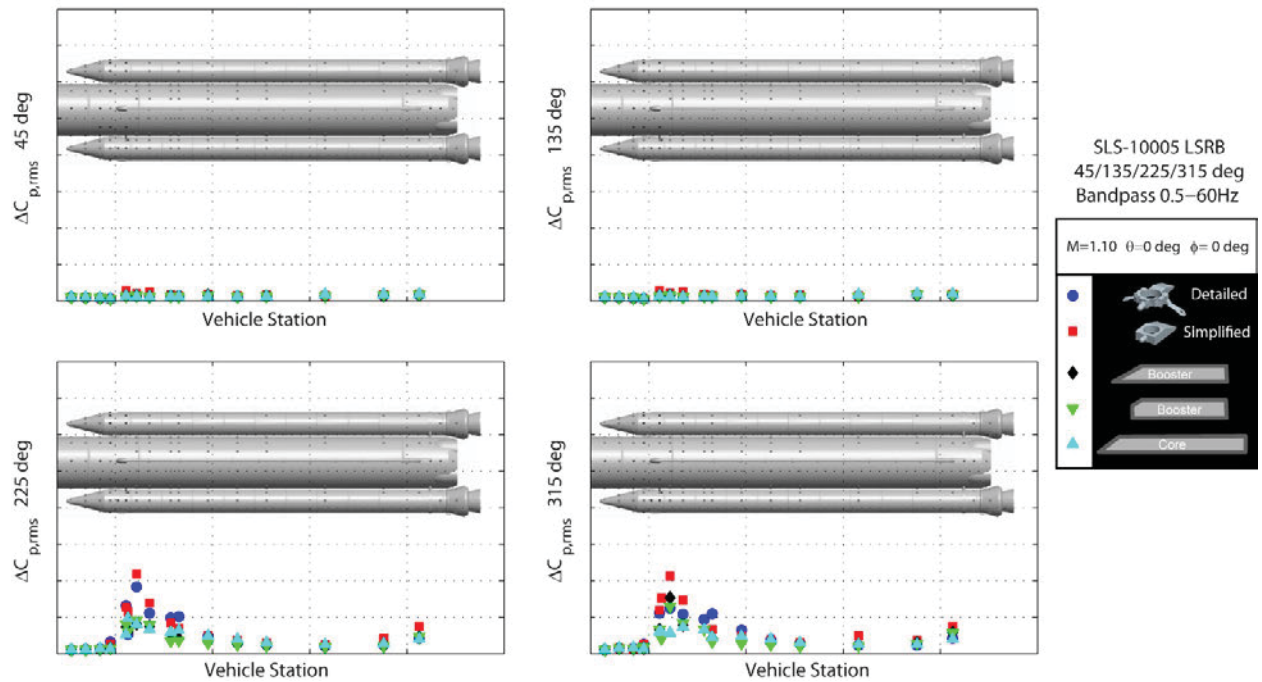 ΔC p,rms 45 deg
Vehicle Station
ΔC p,rms 135 deg
Vehicle Station
ΔC p,rms 225 deg
Vehicle Station
ΔC p,rms 315 deg
Vehicle Station
SLS-10005 LSRB
45/135/225/315 deg
Bandpass 0.5−60Hz
M=1.10 θ=0 deg ϕ= 0 deg
Detailed
Simplified
Booster
Booster
Core